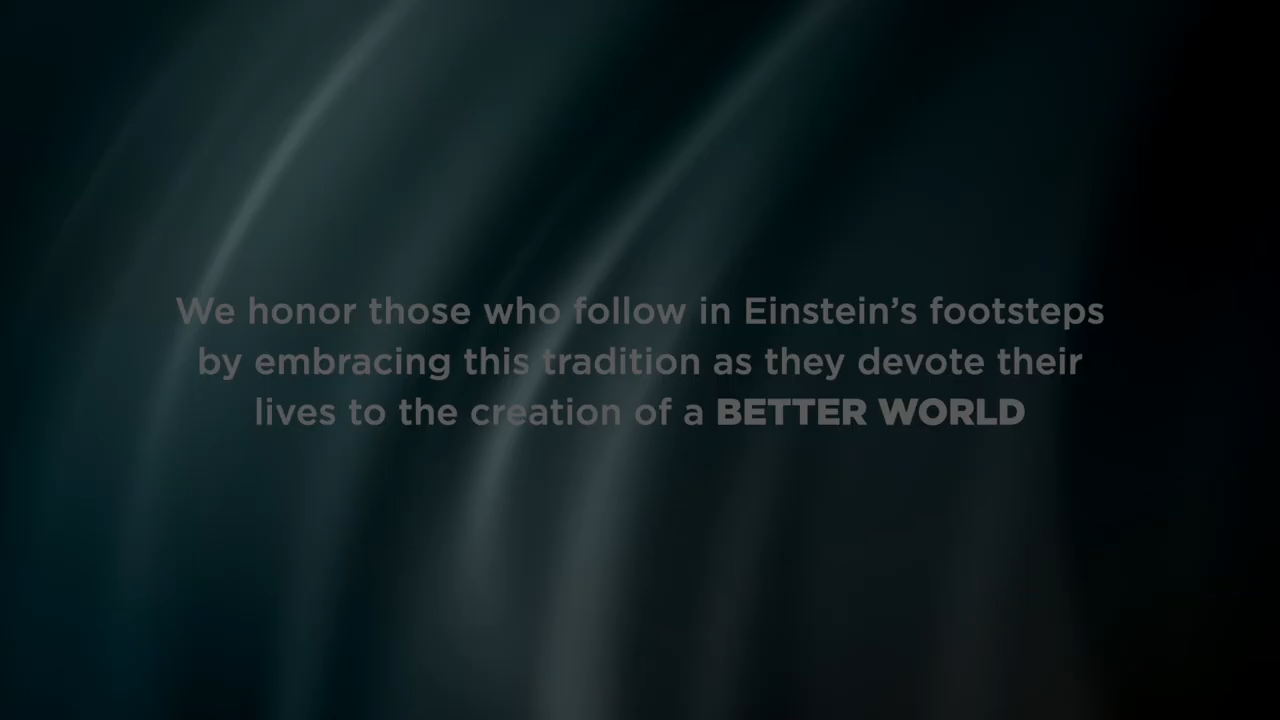 We honor those who follow in Einstein’s footsteps
by embracing this tradition as they devote their
lives to the creation of a BETTER WORLD